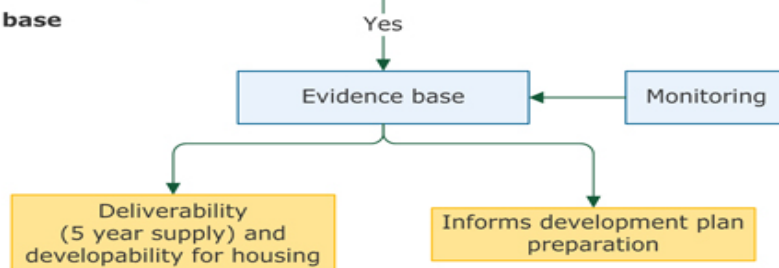 base
Yes
Evidence base
Monitoring
Deliverability
(5 year supply) and
developability for housing
Informs development plan
preparation